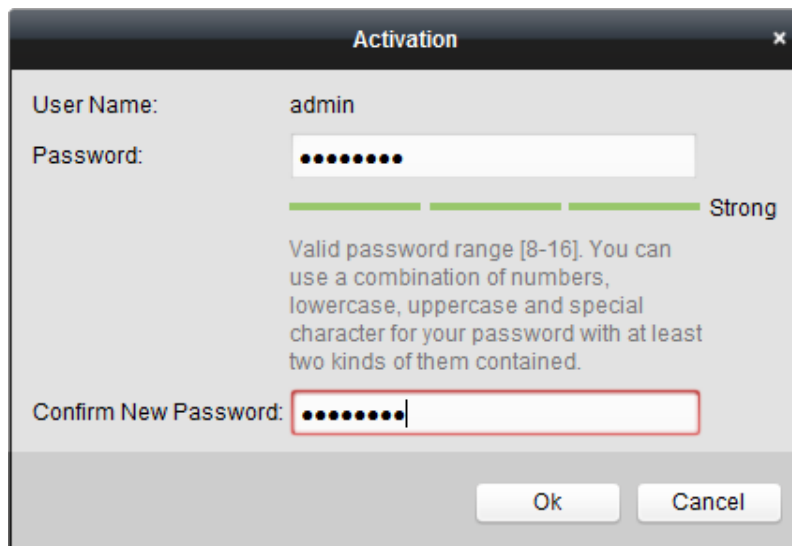 Activation ×
User Name: admin
Password: ●●●●●●●●
Strong
Valid password range [8-16]. You can
use a combination of numbers,
lowercase, uppercase and special
character for your password with at least
two kinds of them contained.
Confirm New Password: ●●●●●●●●
Ok Cancel